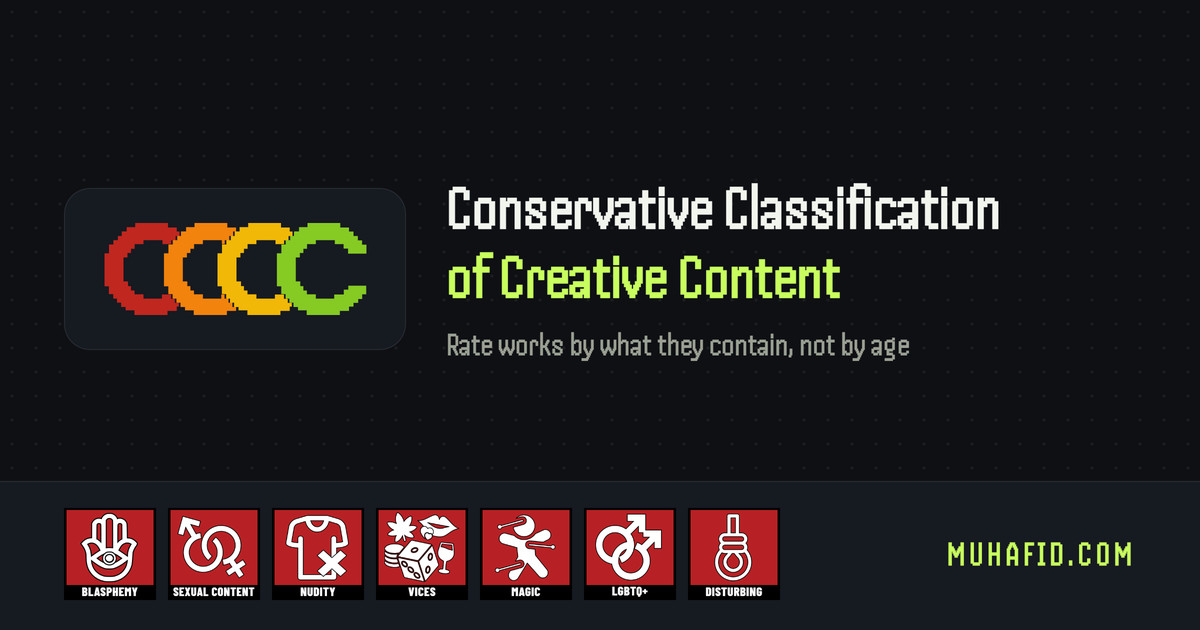 CCCC
Conservative Classification
of Creative Content
Rate works by what they contain, not by age
BLASPHEMY
SEXUAL CONTENT
NUDITY
VICES
MAGIC
LGBTQ+
DISTURBING
MUHAFID.COM